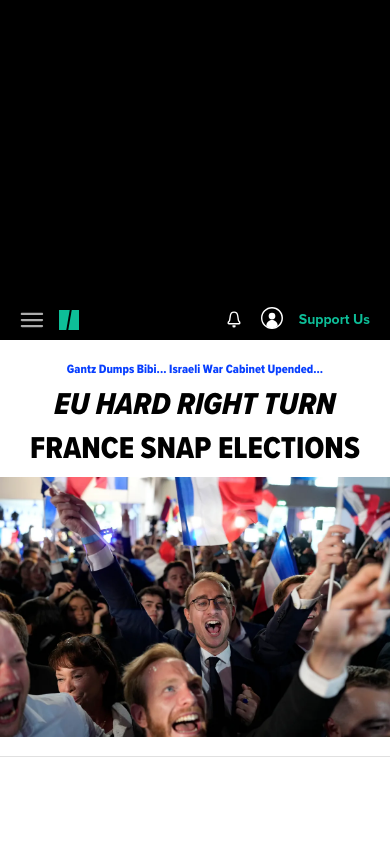 Support Us
Gantz Dumps Bibi... Israeli War Cabinet Upended...
EU HARD RIGHT TURN
FRANCE SNAP ELECTIONS